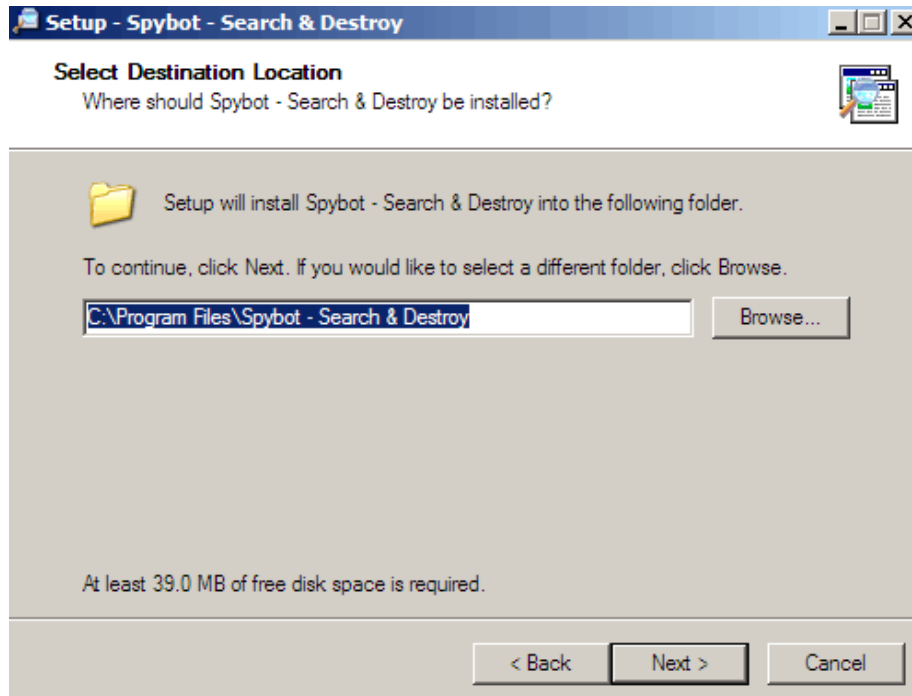 Setup - Spybot - Search & Destroy
Select Destination Location
Where should Spybot - Search & Destroy be installed?
Setup will install Spybot - Search & Destroy into the following folder.
To continue, click Next. If you would like to select a different folder, click Browse.
C:\Program Files\Spybot - Search & Destroy
Browse...
At least 39.0 MB of free disk space is required.
< Back
Next >
Cancel